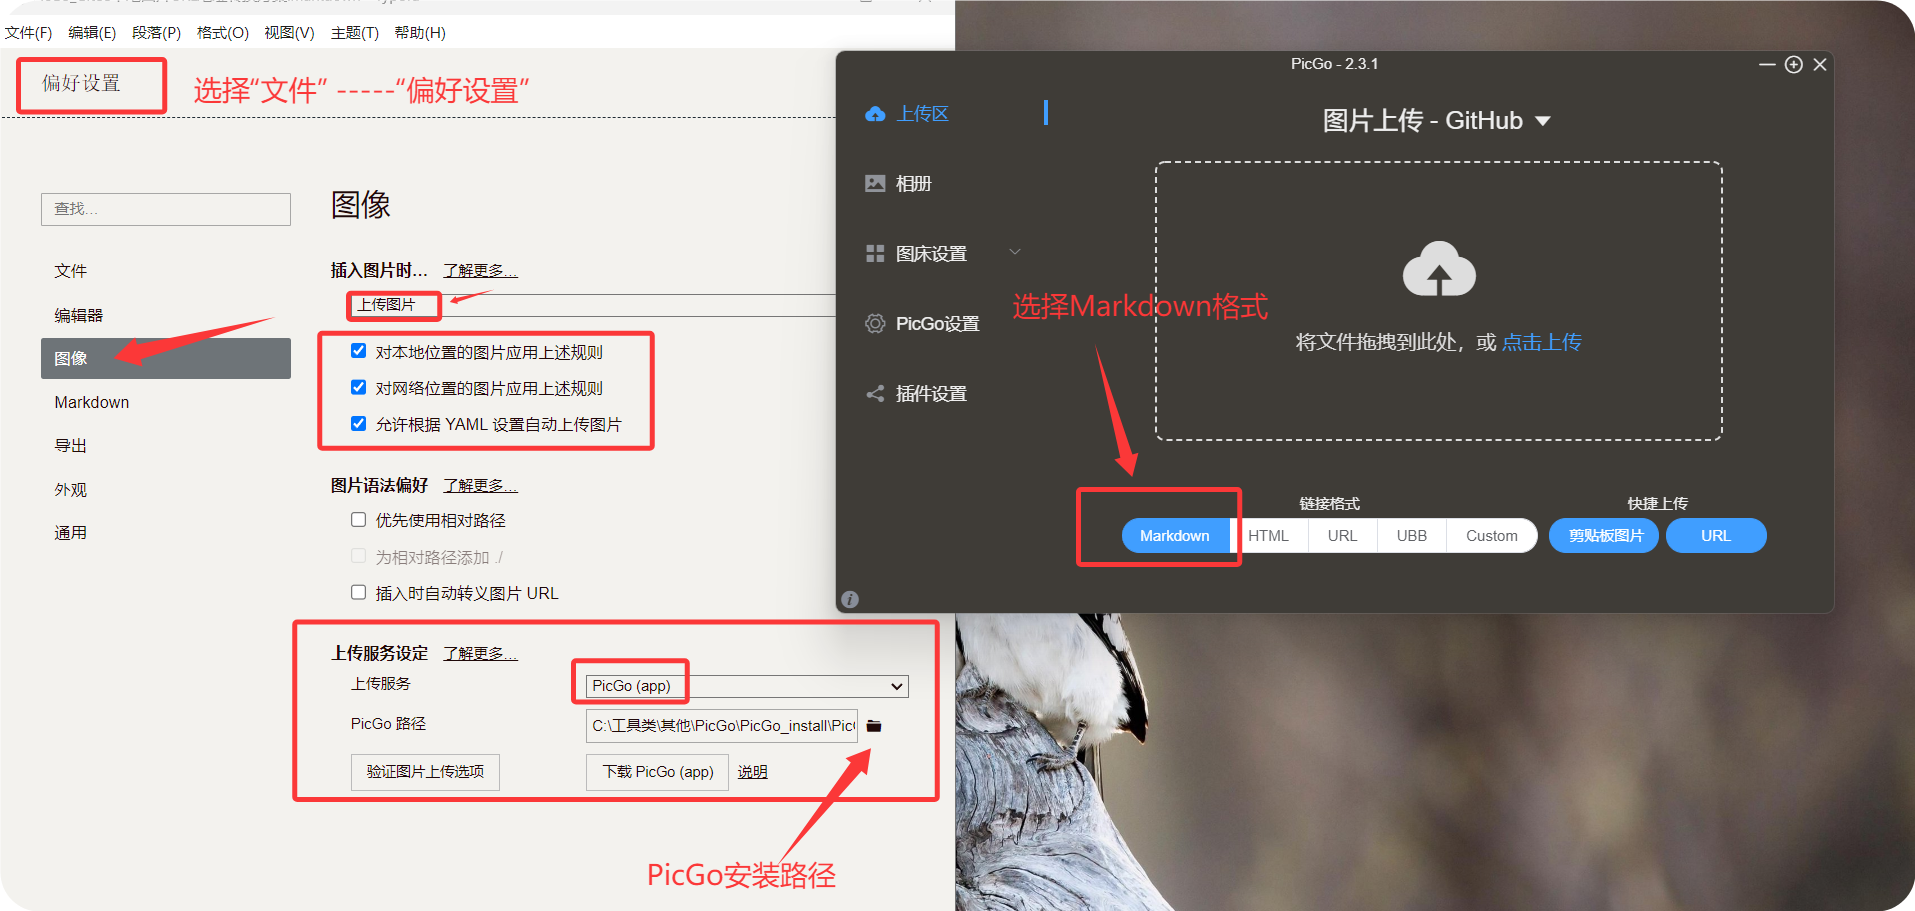 文件(F) 编辑(E) 段落(P) 格式(O) 视图(V) 主题(T) 帮助(H)
偏好设置
选择“文件” -----“偏好设置”
查找...
文件
编辑器
图像
Markdown
导出
外观
通用
图像
插入图片时... 了解更多...
上传图片
对本地位置的图片应用上述规则
对网络位置的图片应用上述规则
允许根据 YAML 设置自动上传图片
图片语法偏好 了解更多...
优先使用相对路径
为相对路径添加 ./
插入时自动转义图片 URL
上传服务设定 了解更多...
上传服务 PicGo (app)
PicGo 路径 C:\工具类\其他\PicGo\PicGo_install\Pic
验证图片上传选项 下载 PicGo (app) 说明
PicGo安装路径
PicGo - 2.3.1
上传区
相册
图床设置
PicGo设置
插件设置
图片上传 - GitHub
选择Markdown格式
将文件拖拽到此处，或 点击上传
链接格式 快捷上传
Markdown HTML URL UBB Custom 剪贴板图片 URL